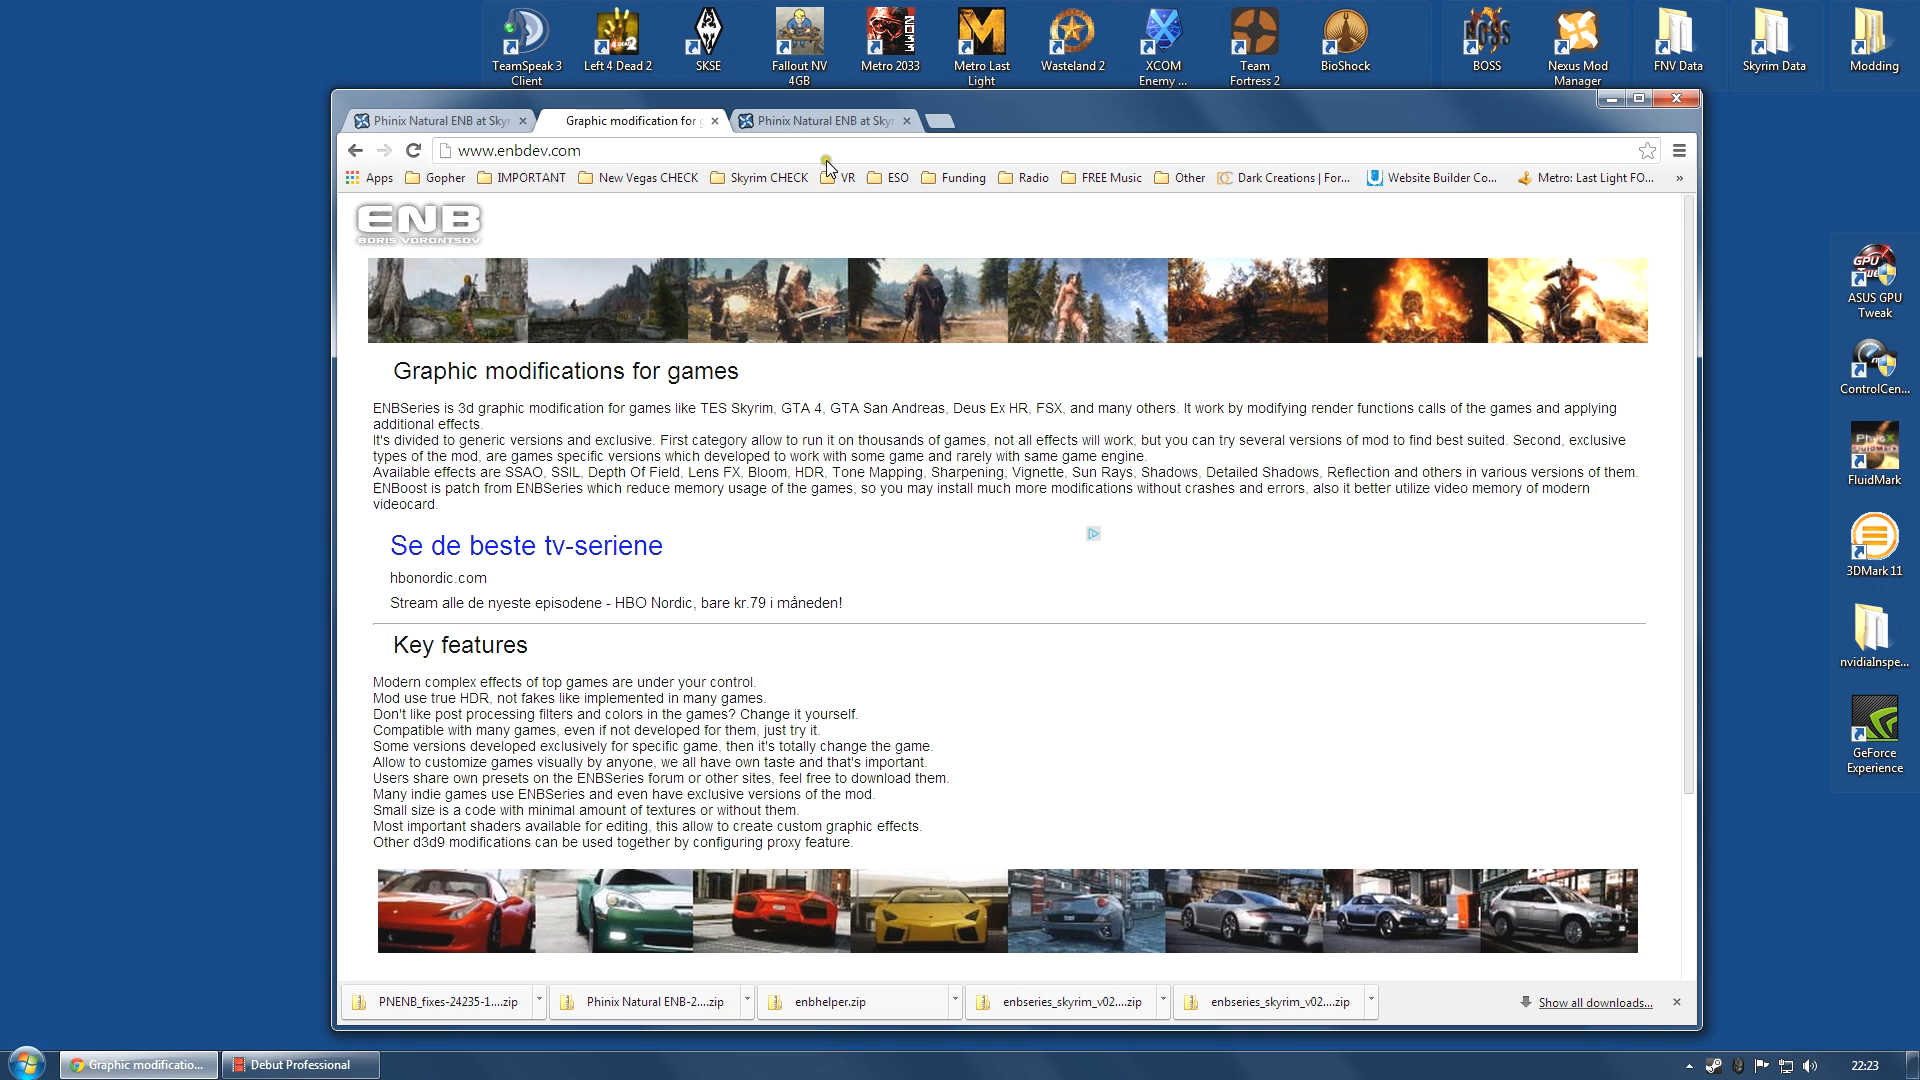 TeamSpeak 3 Client
Left 4 Dead 2
SKSE
Fallout NV 4GB
Metro 2033
Metro Last Light
Wasteland 2
XCOM Enemy ...
Team Fortress 2
BioShock
BOSS
Nexus Mod Manager
FNV Data
Skyrim Data
Modding
Phinix Natural ENB at Skyr
Graphic modification for g
Phinix Natural ENB at Skyr
www.enbdev.com
Apps
Gopher
IMPORTANT
New Vegas CHECK
Skyrim CHECK
VR
ESO
Funding
Radio
FREE Music
Other
Dark Creations | For...
Website Builder Co...
Metro: Last Light FO...
»
ENB
BORIS VORONTSOV
Graphic modifications for games
ENBSeries is 3d graphic modification for games like TES Skyrim, GTA 4, GTA San Andreas, Deus Ex HR, FSX, and many others. It work by modifying render functions calls of the games and applying
additional effects.
It's divided to generic versions and exclusive. First category allow to run it on thousands of games, not all effects will work, but you can try several versions of mod to find best suited. Second, exclusive
types of the mod, are games specific versions which developed to work with some game and rarely with same game engine.
Available effects are SSAO, SSIL, Depth Of Field, Lens FX, Bloom, HDR, Tone Mapping, Sharpening, Vignette, Sun Rays, Shadows, Detailed Shadows, Reflection and others in various versions of them.
ENBoost is patch from ENBSeries which reduce memory usage of the games, so you may install much more modifications without crashes and errors, also it better utilize video memory of modern
videocard.
Se de beste tv-seriene
hbonordic.com
Stream alle de nyeste episodene - HBO Nordic, bare kr.79 i måneden!
Key features
Modern complex effects of top games are under your control.
Mod use true HDR, not fakes like implemented in many games.
Don't like post processing filters and colors in the games? Change it yourself.
Compatible with many games, even if not developed for them, just try it.
Some versions developed exclusively for specific game, then it's totally change the game.
Allow to customize games visually by anyone, we all have own taste and that's important.
Users share own presets on the ENBSeries forum or other sites, feel free to download them.
Many indie games use ENBSeries and even have exclusive versions of the mod.
Small size is a code with minimal amount of textures or without them.
Most important shaders available for editing, this allow to create custom graphic effects.
Other d3d9 modifications can be used together by configuring proxy feature.
ASUS GPU Tweak
ControlCen...
FluidMark
3DMark 11
nvidiaInspe...
GeForce Experience
PNENB_fixes-24235-1....zip
Phinix Natural ENB-2....zip
enbhelper.zip
enbseries_skyrim_v02....zip
enbseries_skyrim_v02....zip
Show all downloads...
Graphic modificatio...
Debut Professional
22:23